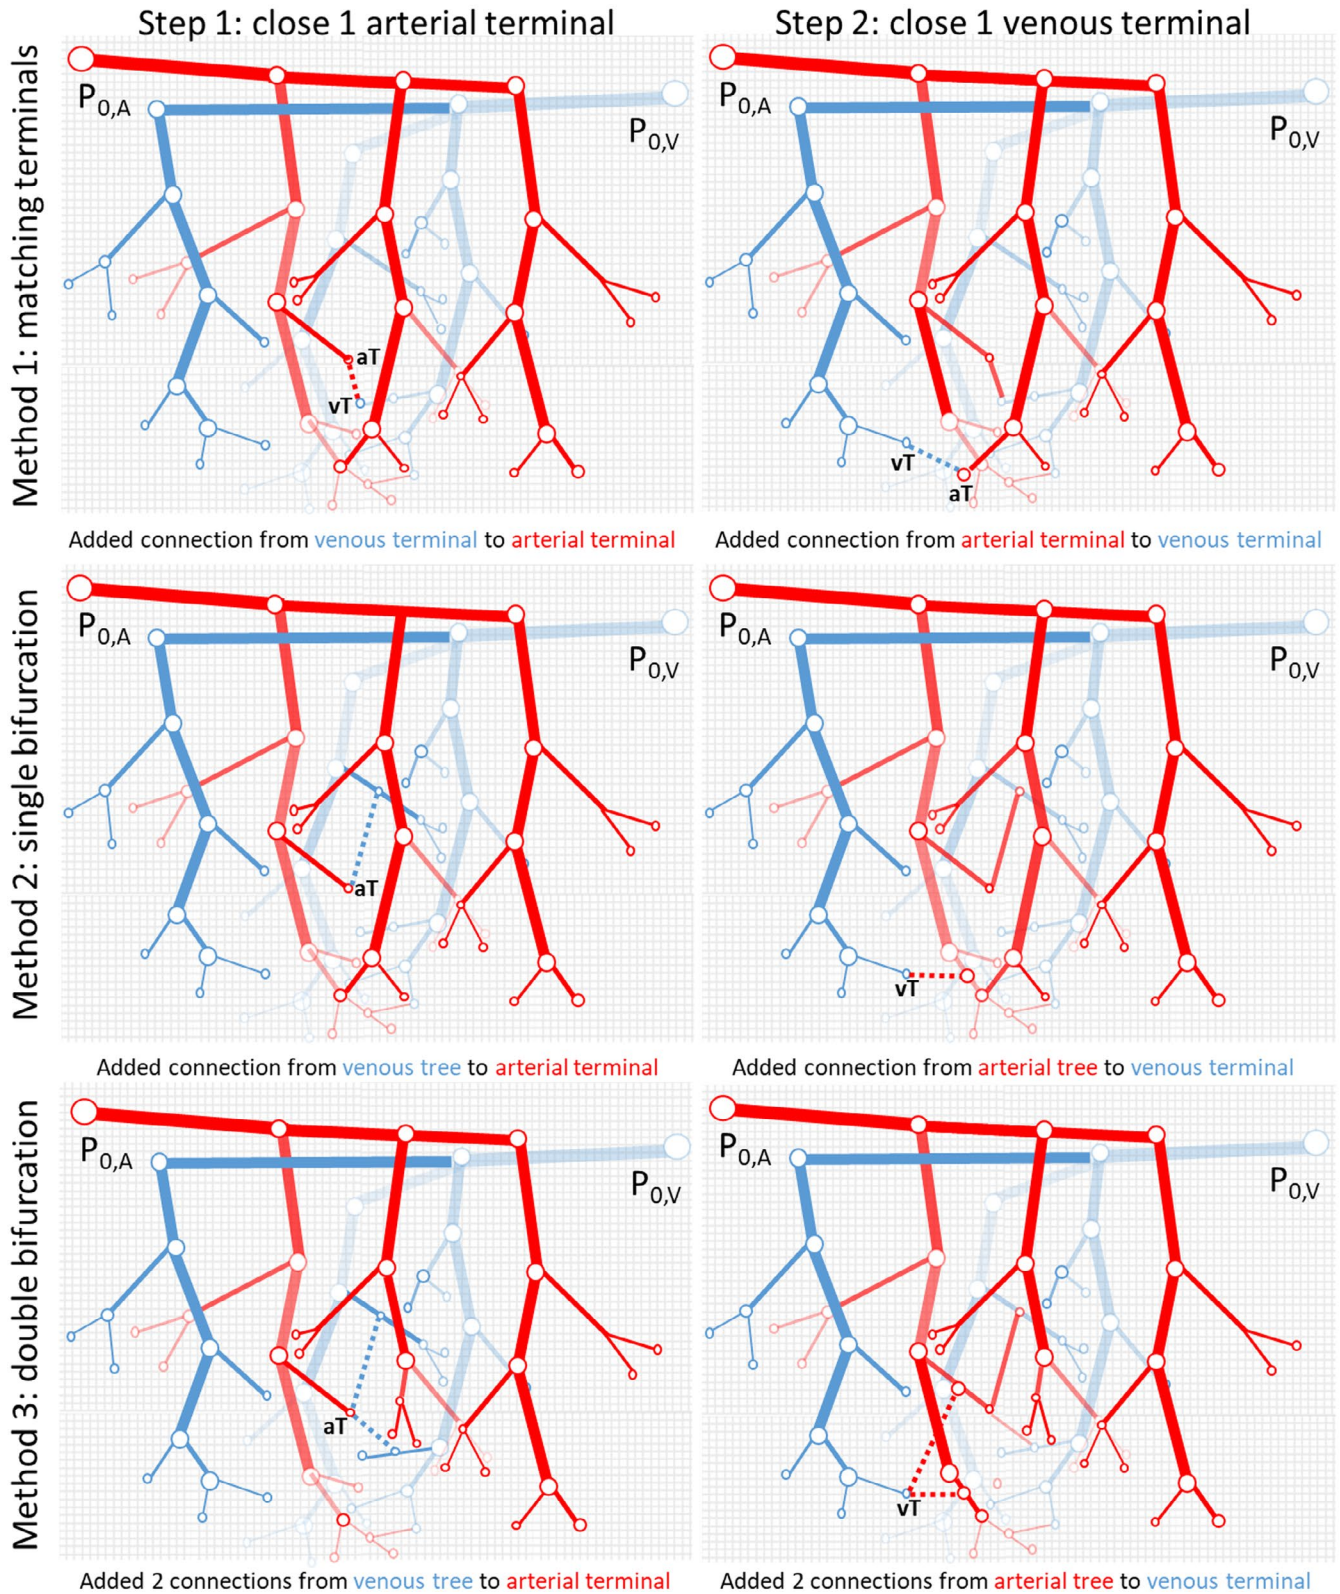 Step 1: close 1 arterial terminal
Step 2: close 1 venous terminal
Method 1: matching terminals
P0,A
P0,V
aT
vT
P0,A
P0,V
vT
aT
Added connection from venous terminal to arterial terminal
Added connection from arterial terminal to venous terminal
Method 2: single bifurcation
P0,A
P0,V
aT
P0,A
P0,V
vT
Added connection from venous tree to arterial terminal
Added connection from arterial tree to venous terminal
Method 3: double bifurcation
P0,A
P0,V
aT
P0,A
P0,V
vT
Added 2 connections from venous tree to arterial terminal
Added 2 connections from arterial tree to venous terminal